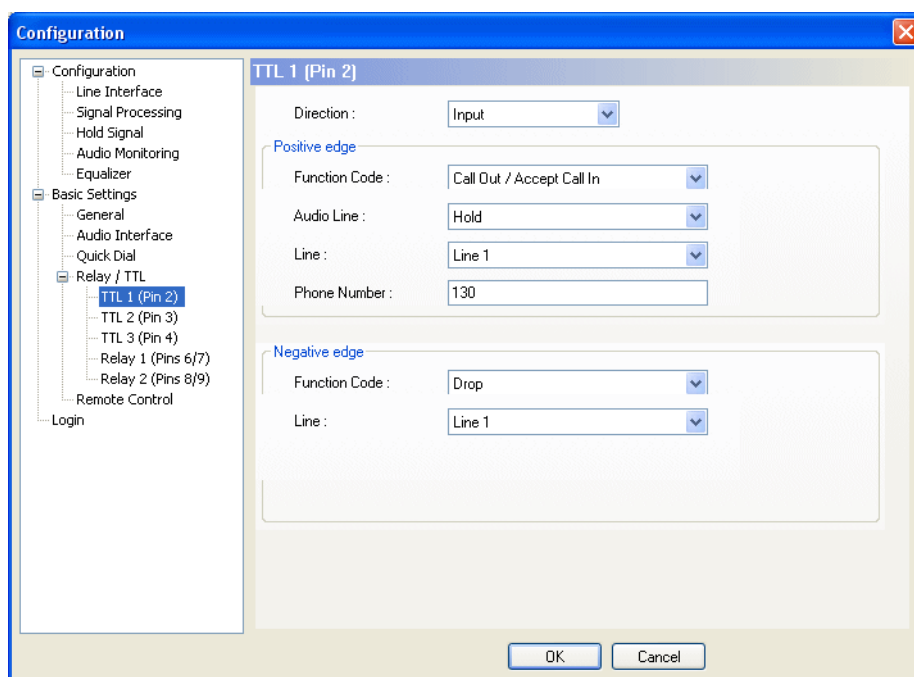 Configuration
Configuration
Line Interface
Signal Processing
Hold Signal
Audio Monitoring
Equalizer
Basic Settings
General
Audio Interface
Quick Dial
Relay / TTL
TTL 1 (Pin 2)
TTL 2 (Pin 3)
TTL 3 (Pin 4)
Relay 1 (Pins 6/7)
Relay 2 (Pins 8/9)
Remote Control
Login
TTL 1 (Pin 2)
Direction : Input
Positive edge
Function Code : Call Out / Accept Call In
Audio Line : Hold
Line : Line 1
Phone Number : 130
Negative edge
Function Code : Drop
Line : Line 1
OK Cancel